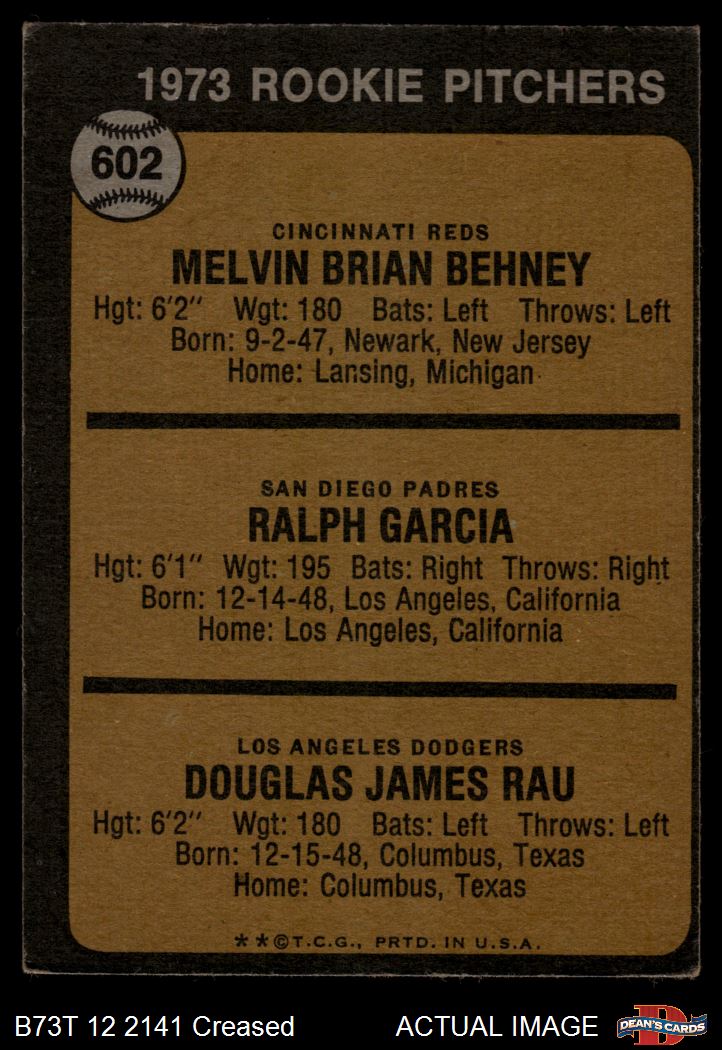 1973 ROOKIE PITCHERS
602
CINCINNATI REDS
MELVIN BRIAN BEHNEY
Hgt: 6'2" Wgt: 180 Bats: Left Throws: Left
Born: 9-2-47, Newark, New Jersey
Home: Lansing, Michigan
SAN DIEGO PADRES
RALPH GARCIA
Hgt: 6'1" Wgt: 195 Bats: Right Throws: Right
Born: 12-14-48, Los Angeles, California
Home: Los Angeles, California
LOS ANGELES DODGERS
DOUGLAS JAMES RAU
Hgt: 6'2" Wgt: 180 Bats: Left Throws: Left
Born: 12-15-48, Columbus, Texas
Home: Columbus, Texas
**©T.C.G., PRTD. IN U.S.A.
B73T 12 2141 Creased ACTUAL IMAGE
D
DEAN'S CARDS